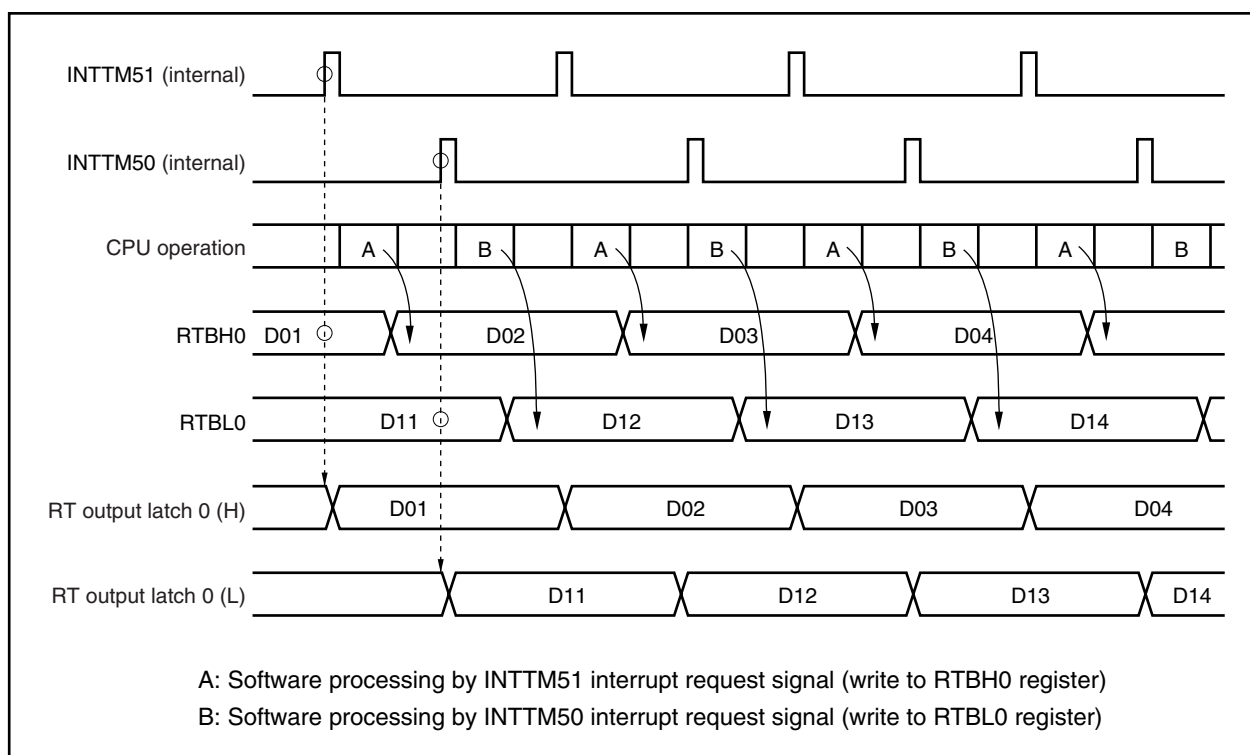 INTTM51 (internal)
INTTM50 (internal)
CPU operation A B A B A B A B
RTBH0 D01 D02 D03 D04
RTBL0 D11 D12 D13 D14
RT output latch 0 (H) D01 D02 D03 D04
RT output latch 0 (L) D11 D12 D13 D14
A: Software processing by INTTM51 interrupt request signal (write to RTBH0 register)
B: Software processing by INTTM50 interrupt request signal (write to RTBL0 register)